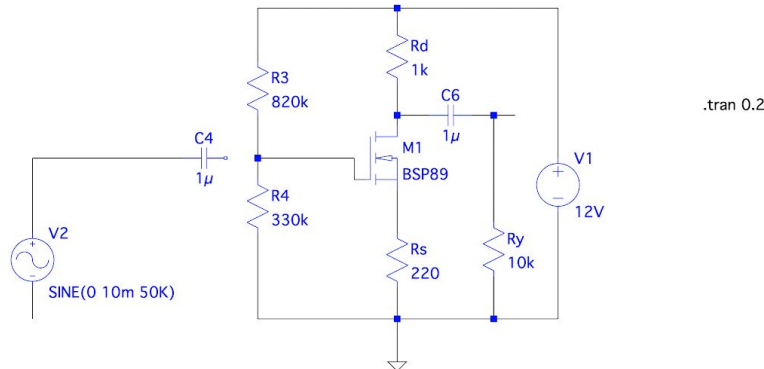 Rd
1k
R3
820k
C6
1µ
.tran 0.2
C4
1µ
M1
BSP89
V1
12V
R4
330k
V2
SINE(0 10m 50K)
Rs
220
Ry
10k